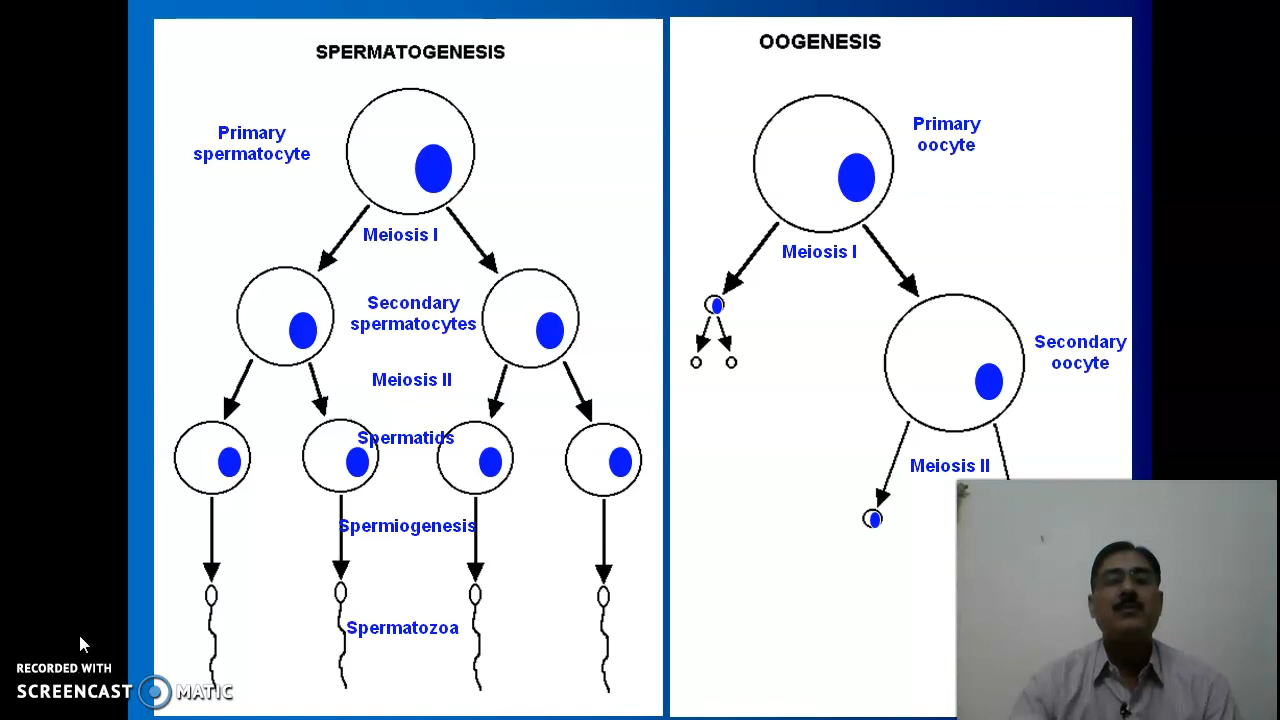 SPERMATOGENESIS
Primary
spermatocyte
Meiosis I
Secondary
spermatocytes
Meiosis II
Spermatids
Spermiogenesis
Spermatozoa
OOGENESIS
Primary
oocyte
Meiosis I
Secondary
oocyte
Meiosis II
RECORDED WITH
SCREENCAST MATIC